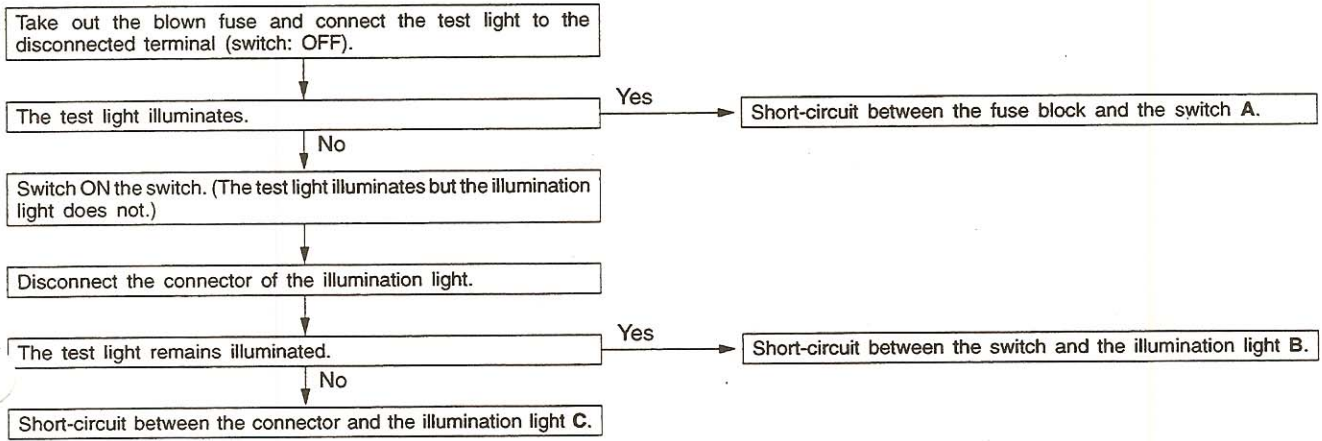 Take out the blown fuse and connect the test light to the
disconnected terminal (switch: OFF).
The test light illuminates.
Yes
Short-circuit between the fuse block and the switch A.
No
Switch ON the switch. (The test light illuminates but the illumination
light does not.)
Disconnect the connector of the illumination light.
The test light remains illuminated.
Yes
Short-circuit between the switch and the illumination light B.
No
Short-circuit between the connector and the illumination light C.